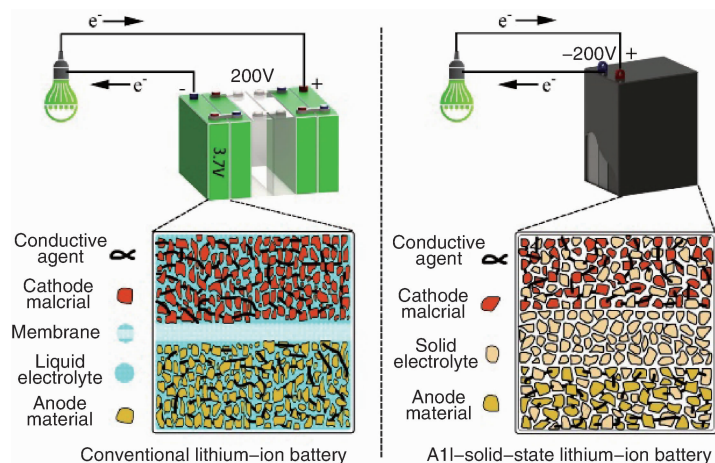 e-
200V
- +
e-
3.7V
Conductive
agent
Cathode
malcrial
Membrane
Liquid
electrolyte
Anode
material
Conventional lithium–ion battery
e-
–200V +
e-
Conductive
agent
Cathode
malcrial
Solid
electrolyte
Anode
material
A1l–solid–state lithium–ion battery